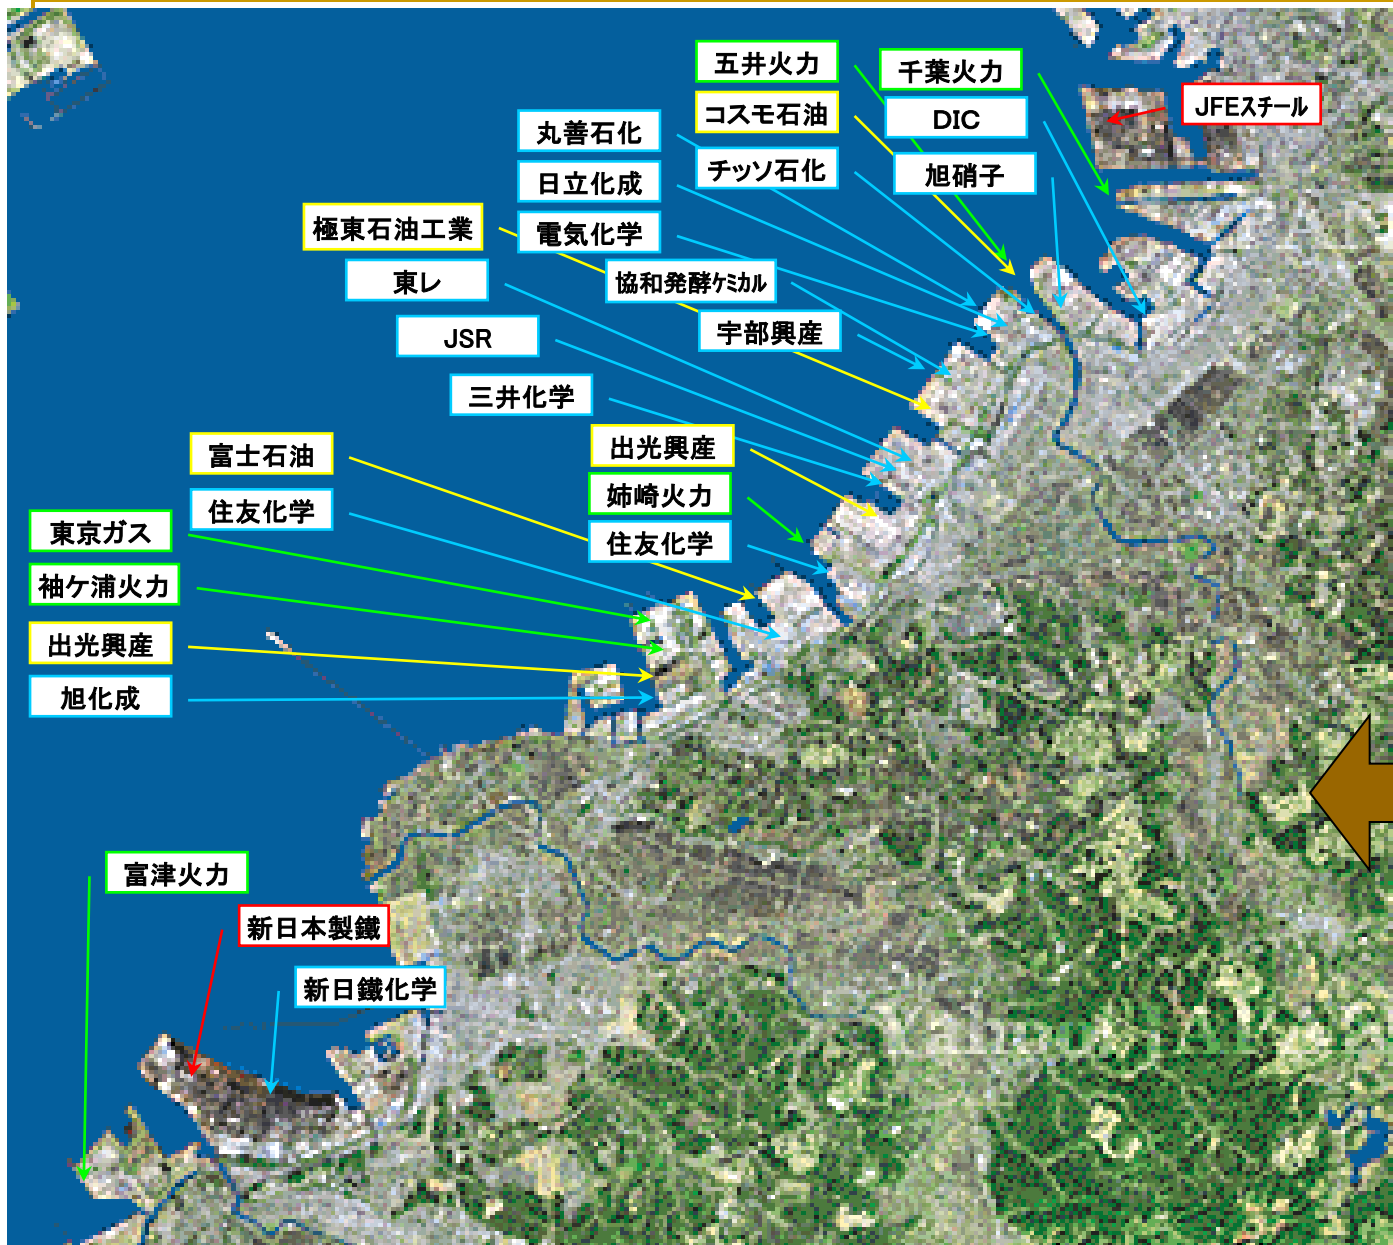 五井火力
千葉火力
JFEスチール
コスモ石油
DIC
丸善石化
チッソ石化
旭硝子
日立化成
極東石油工業
電気化学
東レ
協和発酵ケミカル
JSR
宇部興産
三井化学
富士石油
出光興産
住友化学
姉崎火力
東京ガス
住友化学
袖ケ浦火力
出光興産
旭化成
富津火力
新日本製鐵
新日鐵化学